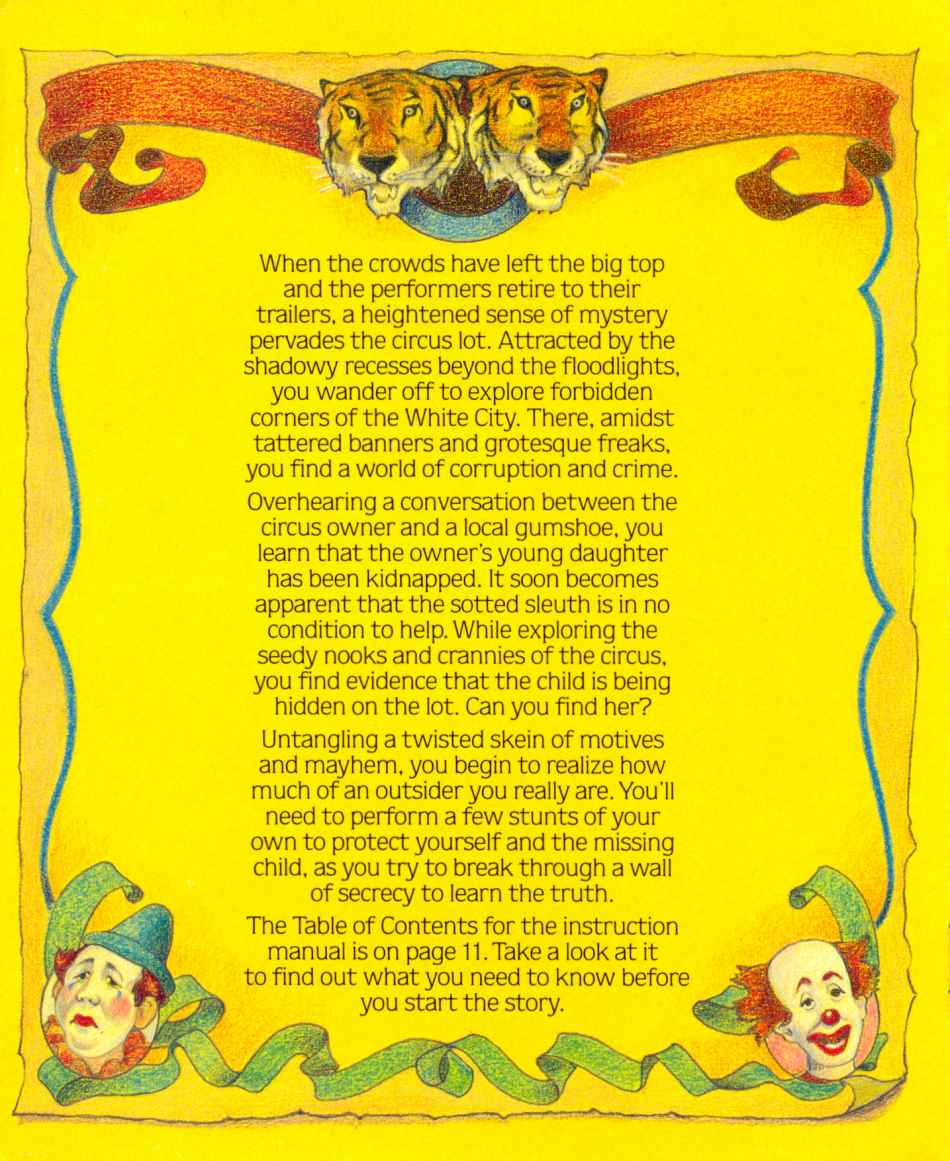 When the crowds have left the big top
and the performers retire to their
trailers, a heightened sense of mystery
pervades the circus lot. Attracted by the
shadowy recesses beyond the floodlights,
you wander off to explore forbidden
corners of the White City. There, amidst
tattered banners and grotesque freaks,
you find a world of corruption and crime.
Overhearing a conversation between the
circus owner and a local gumshoe, you
learn that the owner's young daughter
has been kidnapped. It soon becomes
apparent that the sotted sleuth is in no
condition to help. While exploring the
seedy nooks and crannies of the circus,
you find evidence that the child is being
hidden on the lot. Can you find her?
Untangling a twisted skein of motives
and mayhem, you begin to realize how
much of an outsider you really are. You'll
need to perform a few stunts of your
own to protect yourself and the missing
child, as you try to break through a wall
of secrecy to learn the truth.
The Table of Contents for the instruction
manual is on page 11. Take a look at it
to find out what you need to know before
you start the story.